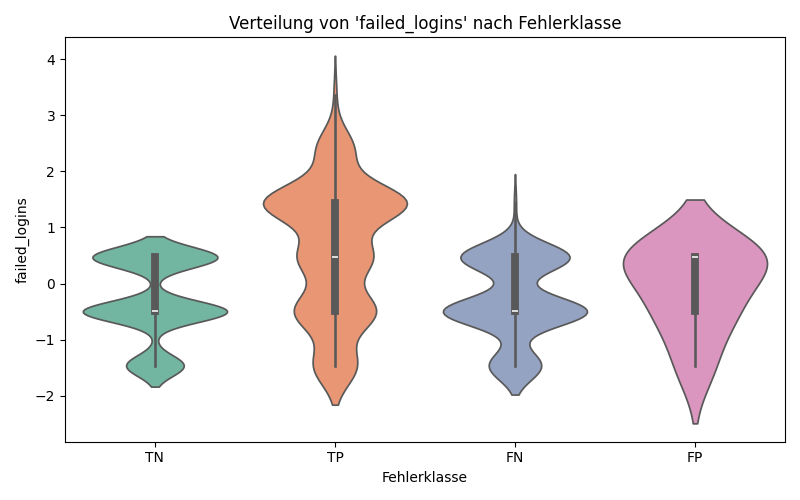 Verteilung von 'failed_logins' nach Fehlerklasse
failed_logins
4
3
2
1
0
−1
−2
TN
TP
FN
FP
Fehlerklasse